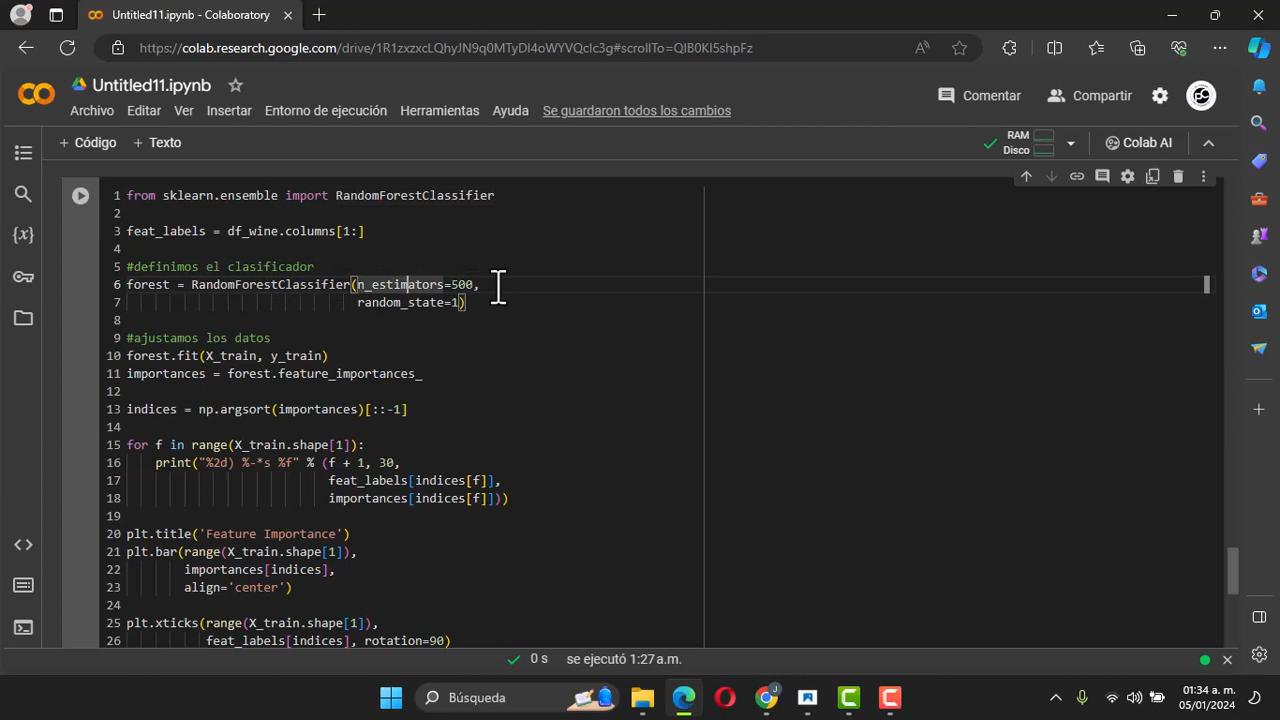 Untitled11.ipynb - Colaboratory
https://colab.research.google.com/drive/1R1zxzxcLQhyJN9q0MTyDI4oWYVQcIc3g#scrollTo=QIB0KI5shpFz
Untitled11.ipynb
Comentar
Compartir
Archivo Editar Ver Insertar Entorno de ejecución Herramientas Ayuda Se guardaron todos los cambios
+ Código + Texto
RAM
Disco
Colab AI
1 from sklearn.ensemble import RandomForestClassifier
2
3 feat_labels = df_wine.columns[1:]
4
5 #definimos el clasificador
6 forest = RandomForestClassifier(n_estimators=500,
7 random_state=1)
8
9 #ajustamos los datos
10 forest.fit(X_train, y_train)
11 importances = forest.feature_importances_
12
13 indices = np.argsort(importances)[::-1]
14
15 for f in range(X_train.shape[1]):
16 print("%2d) %-*s %f" % (f + 1, 30,
17 feat_labels[indices[f]],
18 importances[indices[f]]))
19
20 plt.title('Feature Importance')
21 plt.bar(range(X_train.shape[1]),
22 importances[indices],
23 align='center')
24
25 plt.xticks(range(X_train.shape[1]),
26 feat_labels[indices], rotation=90)
0 s se ejecutó 1:27 a.m.
Búsqueda
01:34 a. m.
05/01/2024